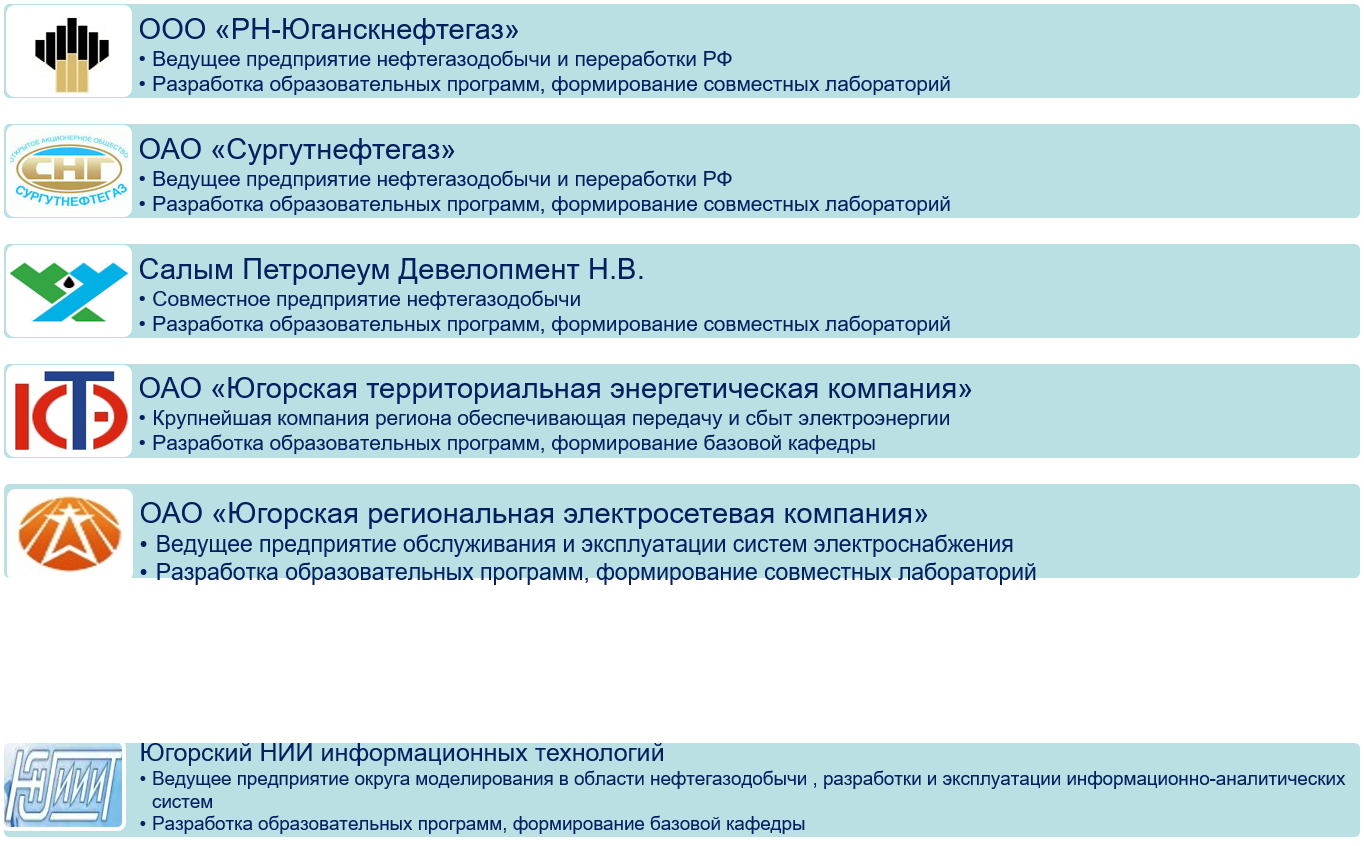 ООО «РН-Юганскнефтегаз»
• Ведущее предприятие нефтегазодобычи и переработки РФ
• Разработка образовательных программ, формирование совместных лабораторий
ОТКРЫТОЕ АКЦИОНЕРНОЕ ОБЩЕСТВО
СНГ
СУРГУТНЕФТЕГАЗ
ОАО «Сургутнефтегаз»
• Ведущее предприятие нефтегазодобычи и переработки РФ
• Разработка образовательных программ, формирование совместных лабораторий
Салым Петролеум Девелопмент Н.В.
• Совместное предприятие нефтегазодобычи
• Разработка образовательных программ, формирование совместных лабораторий
ЮТЭ
ОАО «Югорская территориальная энергетическая компания»
• Крупнейшая компания региона обеспечивающая передачу и сбыт электроэнергии
• Разработка образовательных программ, формирование базовой кафедры
ОАО «Югорская региональная электросетевая компания»
• Ведущее предприятие обслуживания и эксплуатации систем электроснабжения
• Разработка образовательных программ, формирование совместных лабораторий
ЮНИИИТ
Югорский НИИ информационных технологий
• Ведущее предприятие округа моделирования в области нефтегазодобычи , разработки и эксплуатации информационно-аналитических
систем
• Разработка образовательных программ, формирование базовой кафедры